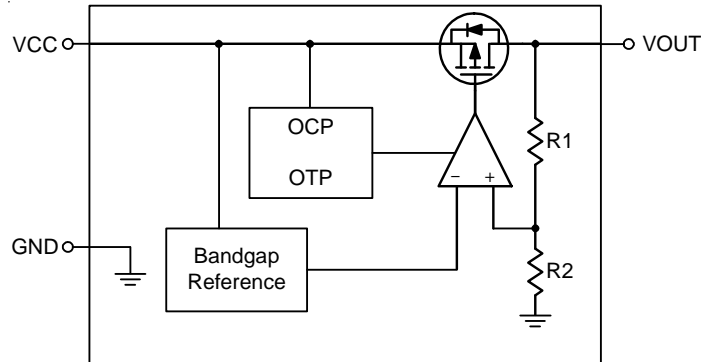 VCC
VOUT
OCP
OTP
R1
− +
GND
Bandgap
Reference
R2